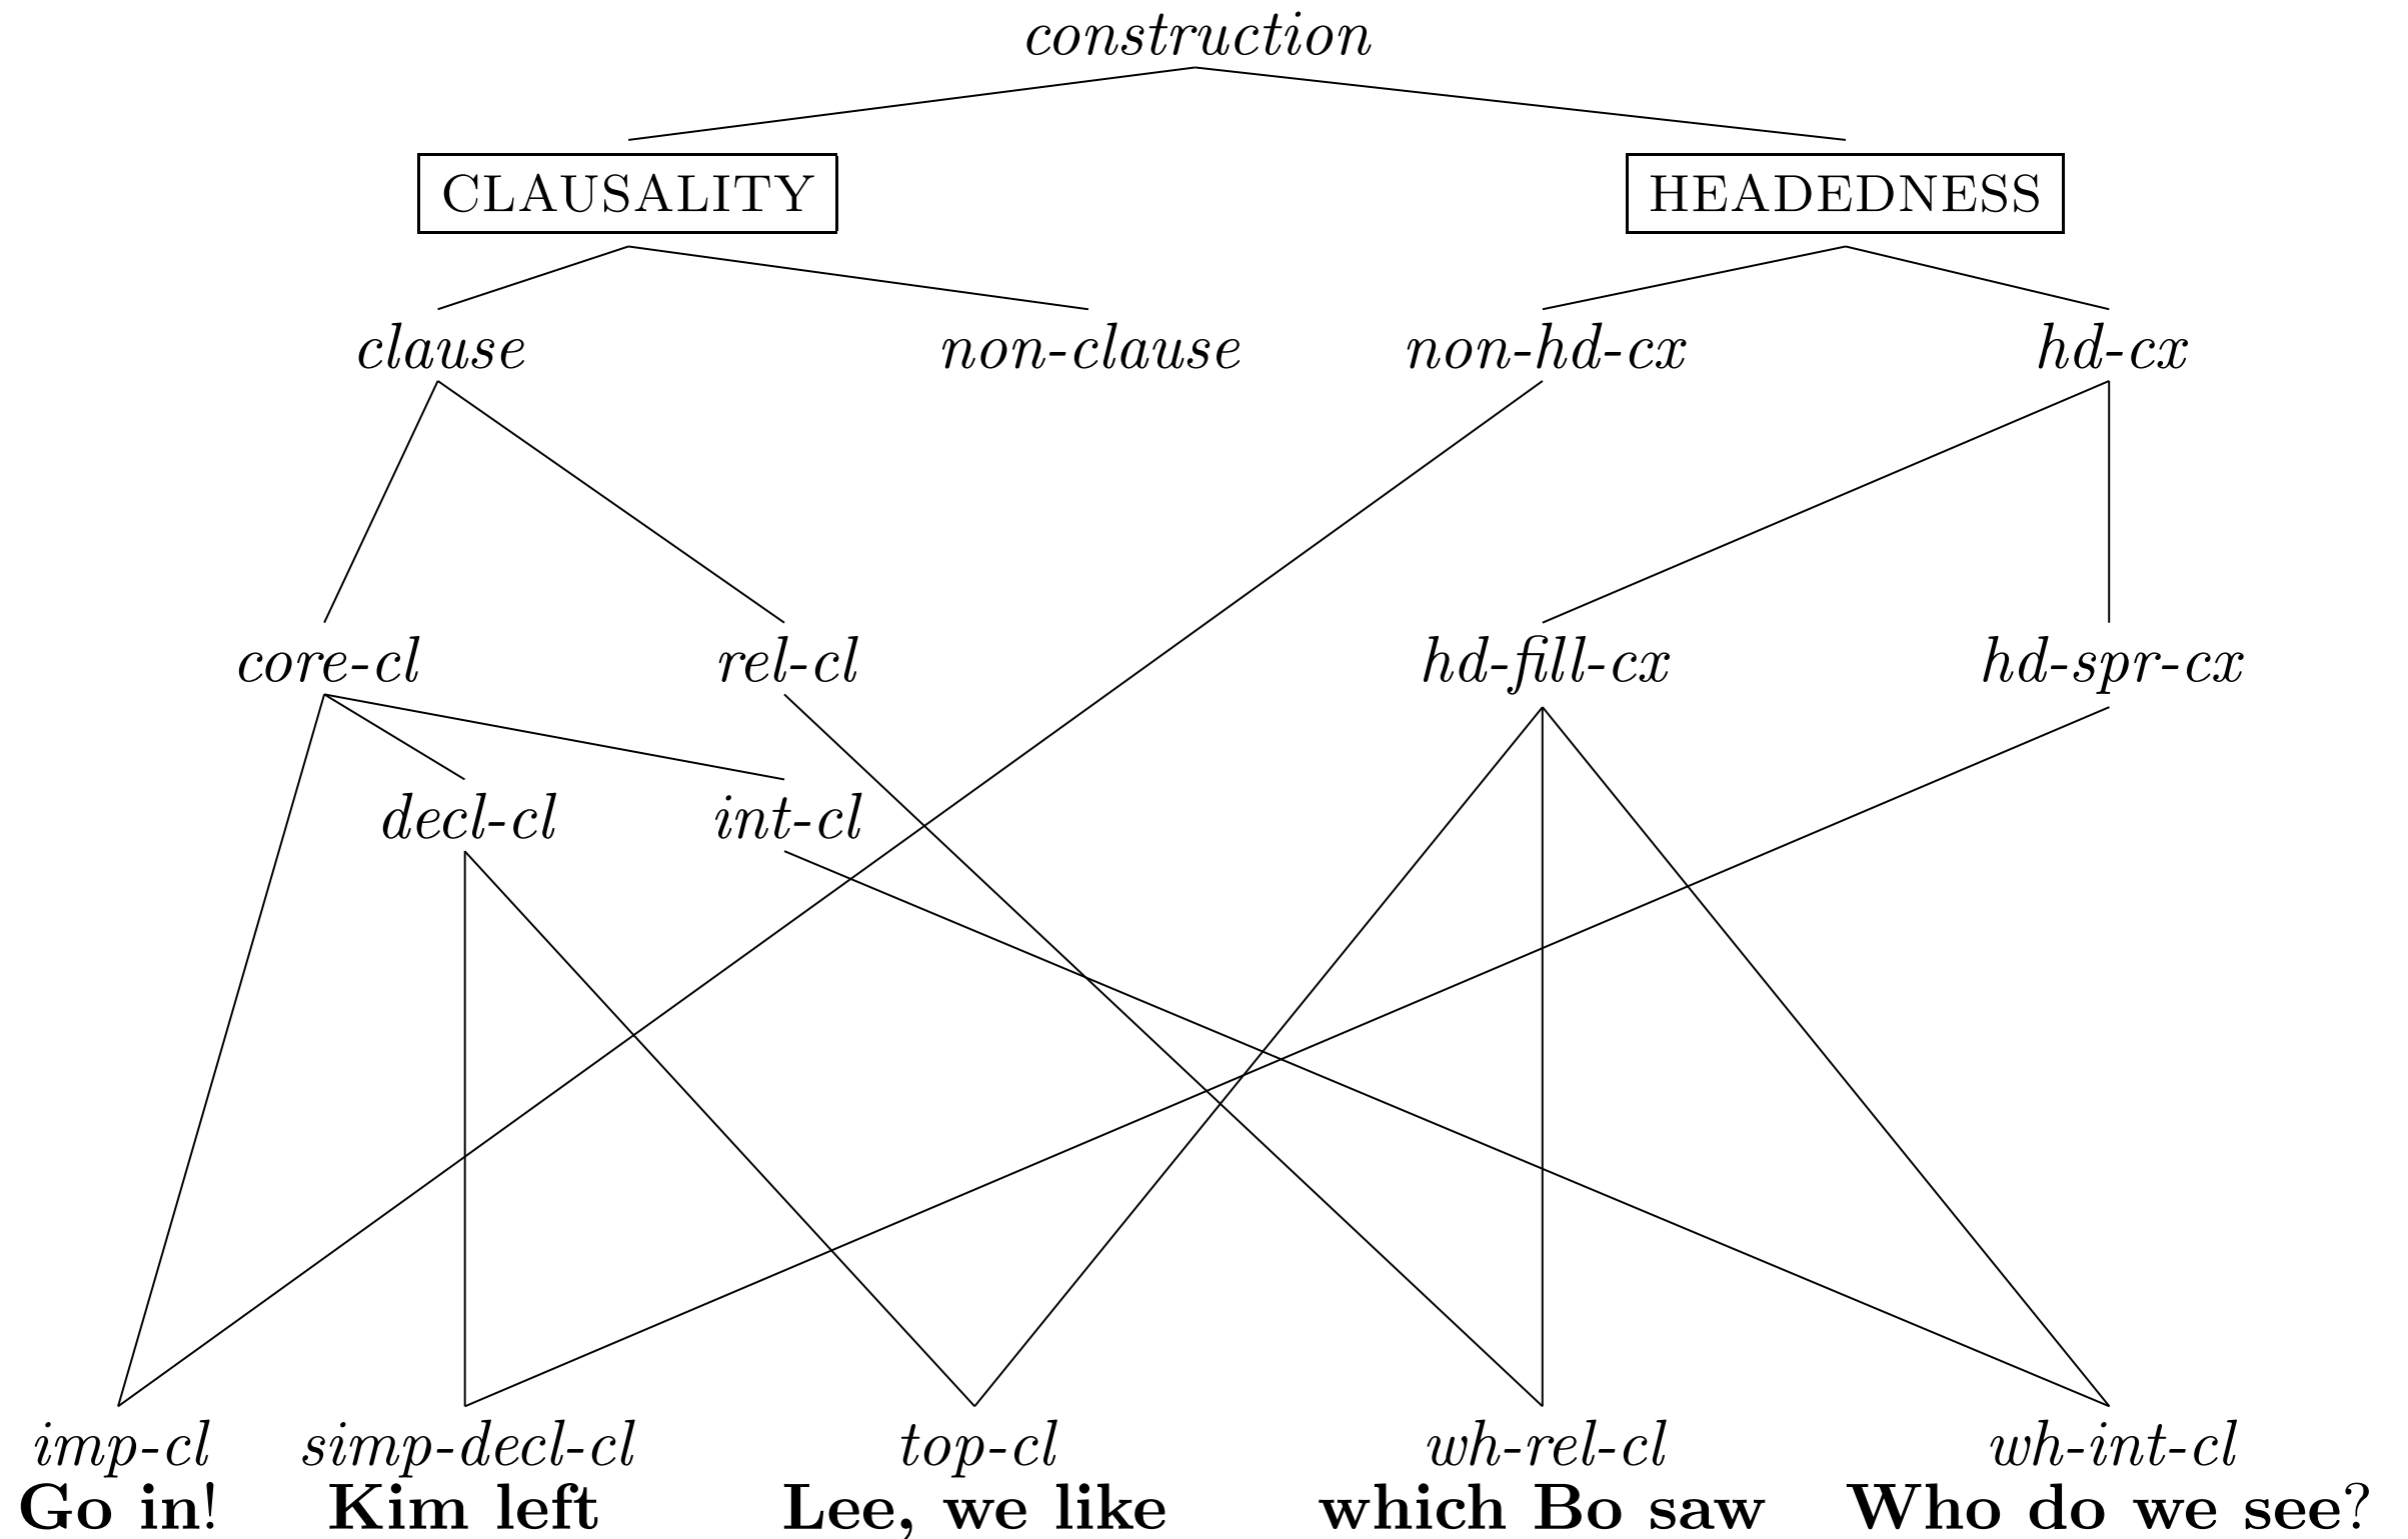 construction
CLAUSALITY HEADEDNESS
clause non-clause non-hd-cx hd-cx
core-cl rel-cl hd-fill-cx hd-spr-cx
decl-cl int-cl
imp-cl simp-decl-cl top-cl wh-rel-cl wh-int-cl
Go in! Kim left Lee, we like which Bo saw Who do we see?